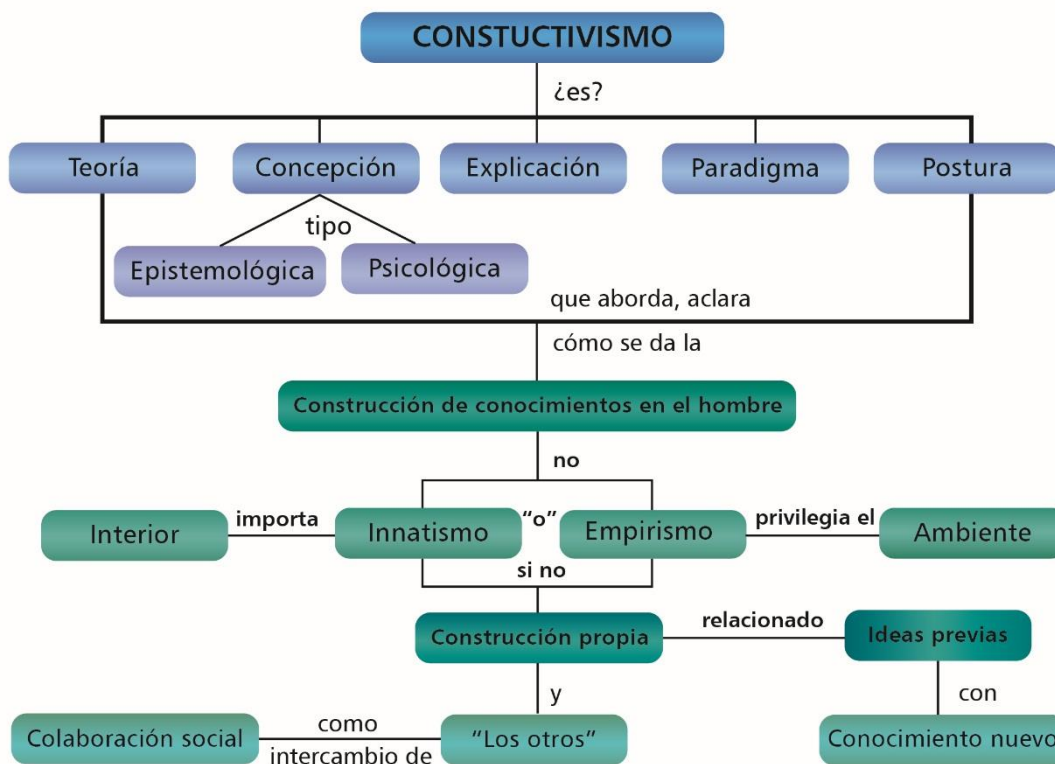 CONSTUCTIVISMO
¿es?
Teoría
Concepción
Explicación
Paradigma
Postura
tipo
Epistemológica
Psicológica
que aborda, aclara
cómo se da la
Construcción de conocimientos en el hombre
no
Interior
importa
Innatismo
"o"
Empirismo
privilegia el
Ambiente
si no
Construcción propia
relacionado
Ideas previas
y
con
Colaboración social
como
intercambio de
"Los otros"
Conocimiento nuevo